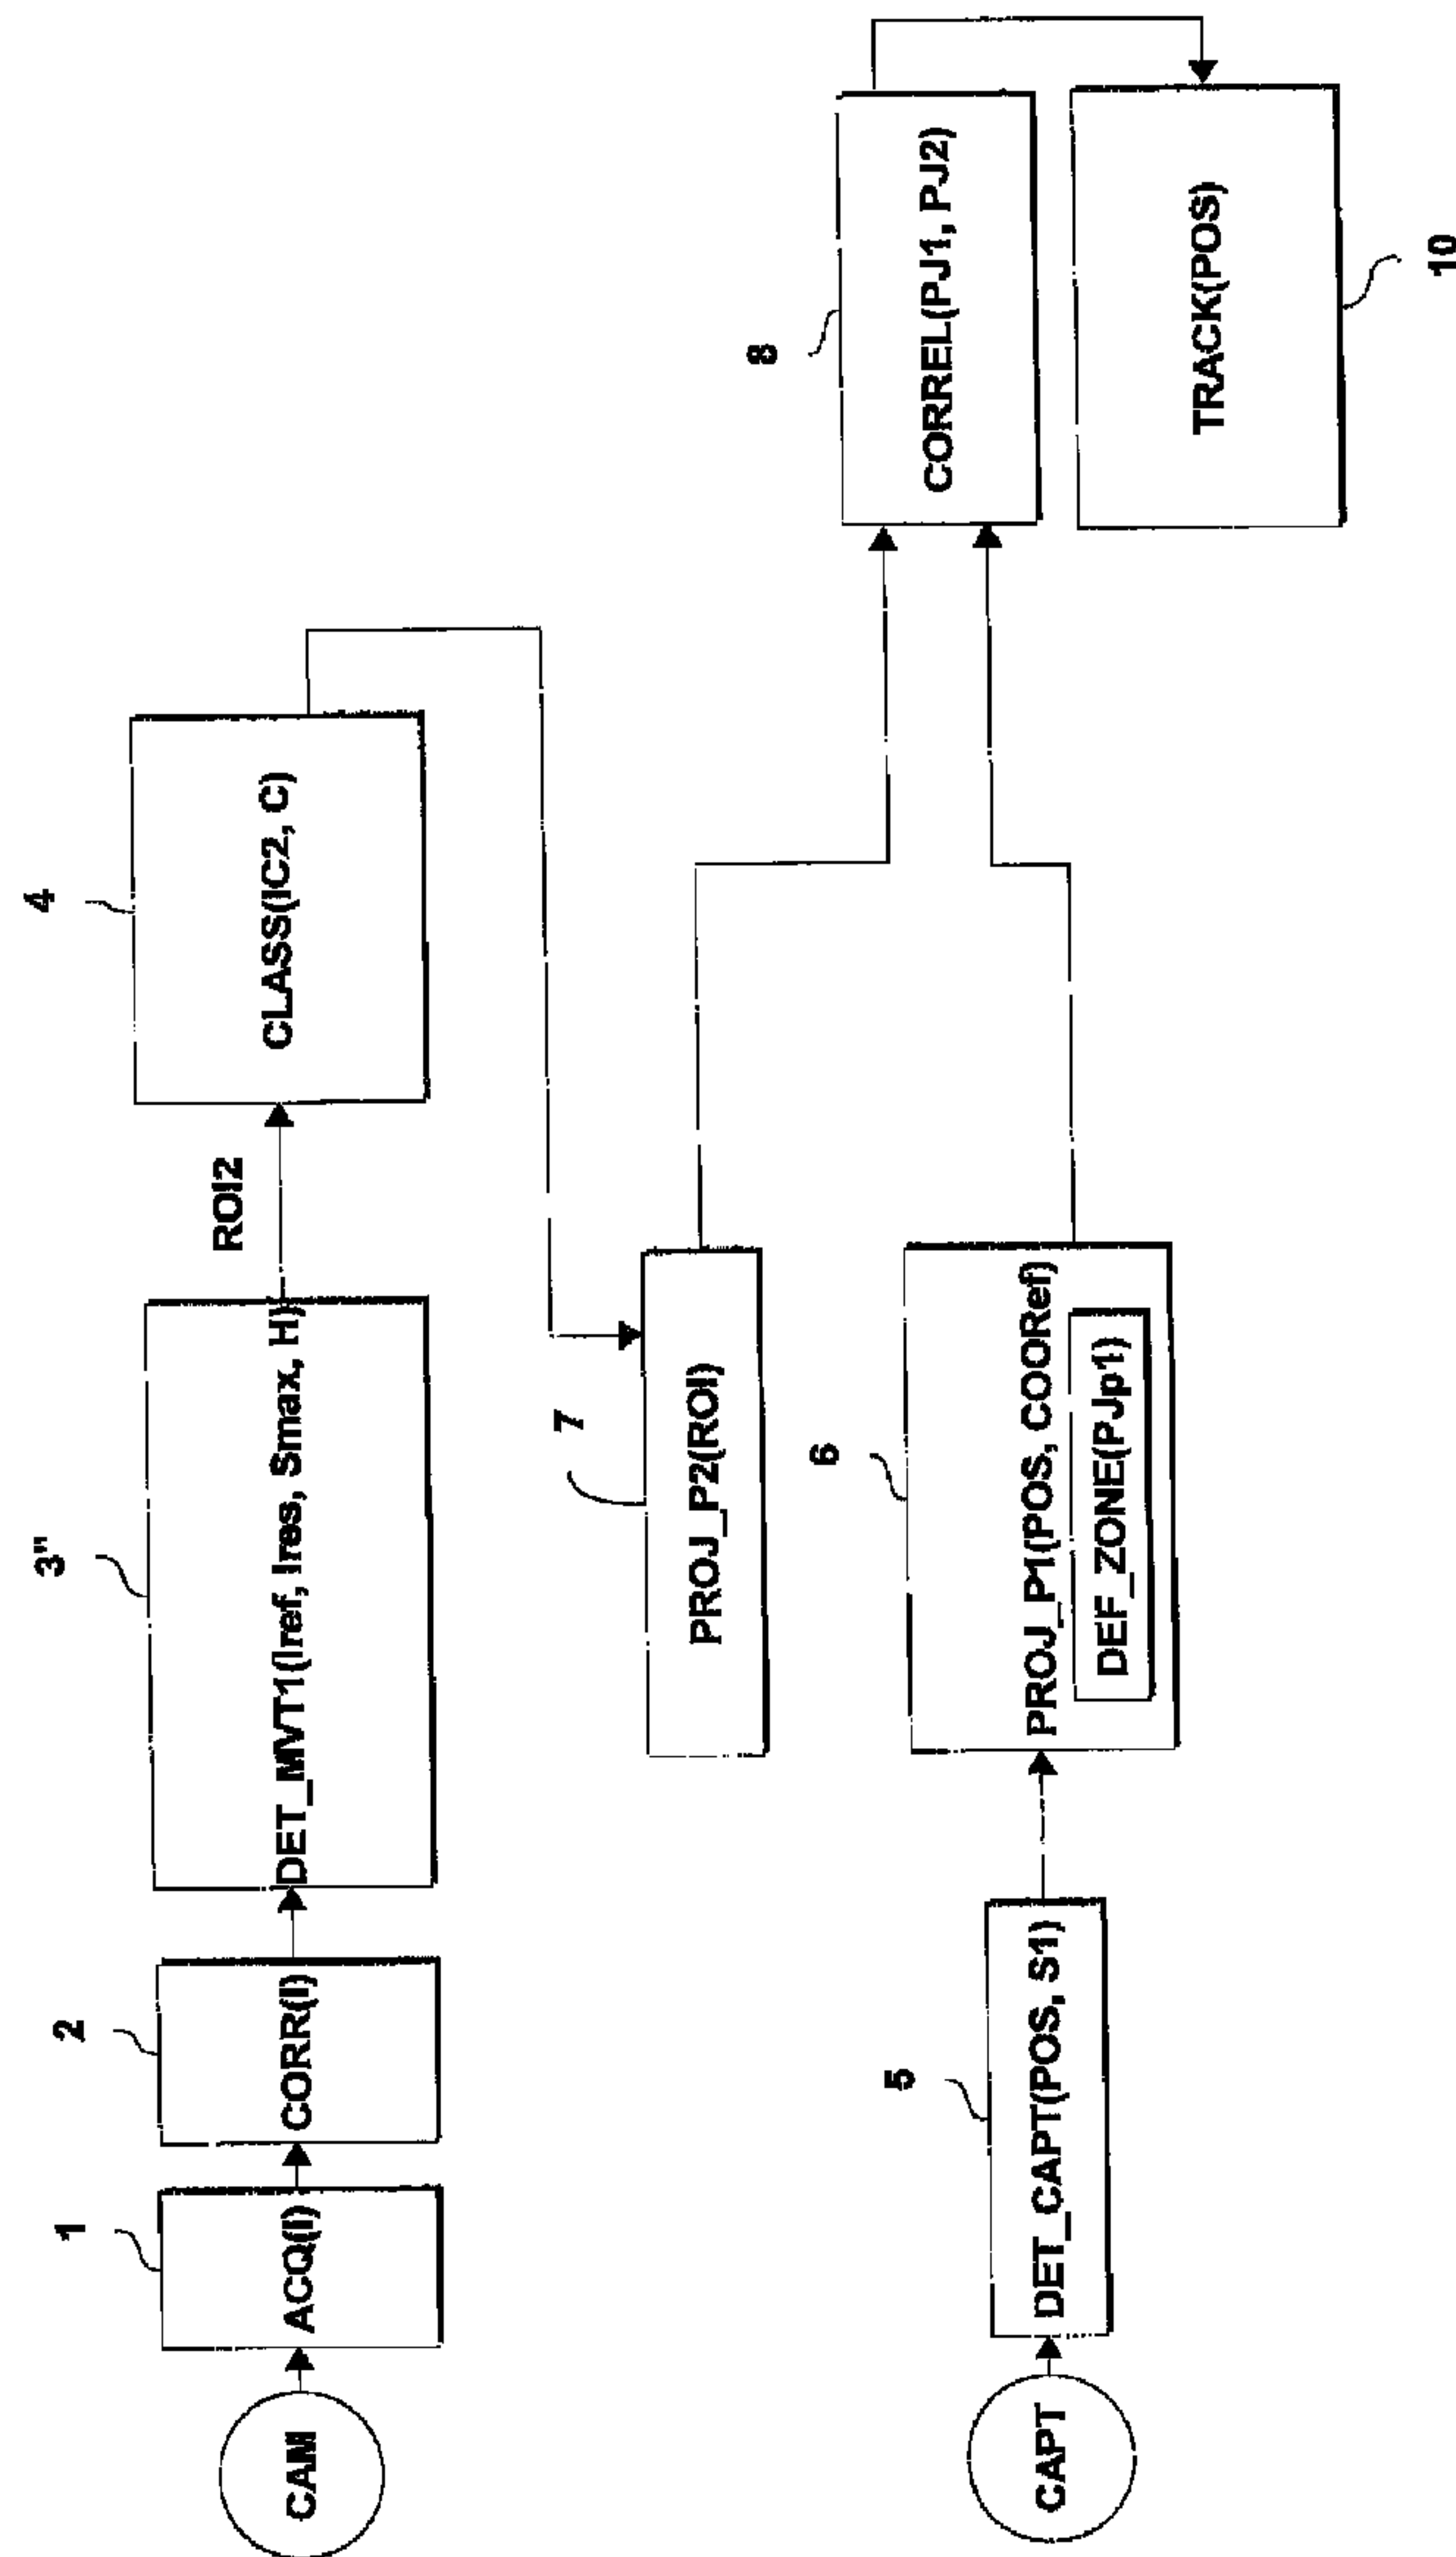 1
2
3"
4
CAM
ACQ(I)
CORR(I)
DET_MVT1(Iref, Ires, Smax, H)
ROI2
CLASS(IC2, C)
7
PROJ_P2(ROI)
8
CORREL(PJ1, PJ2)
5
6
CAPT
DET_CAPT(POS, S1)
PROJ_P1(POS, COORef)
DEF_ZONE(PJp1)
TRACK(POS)
10